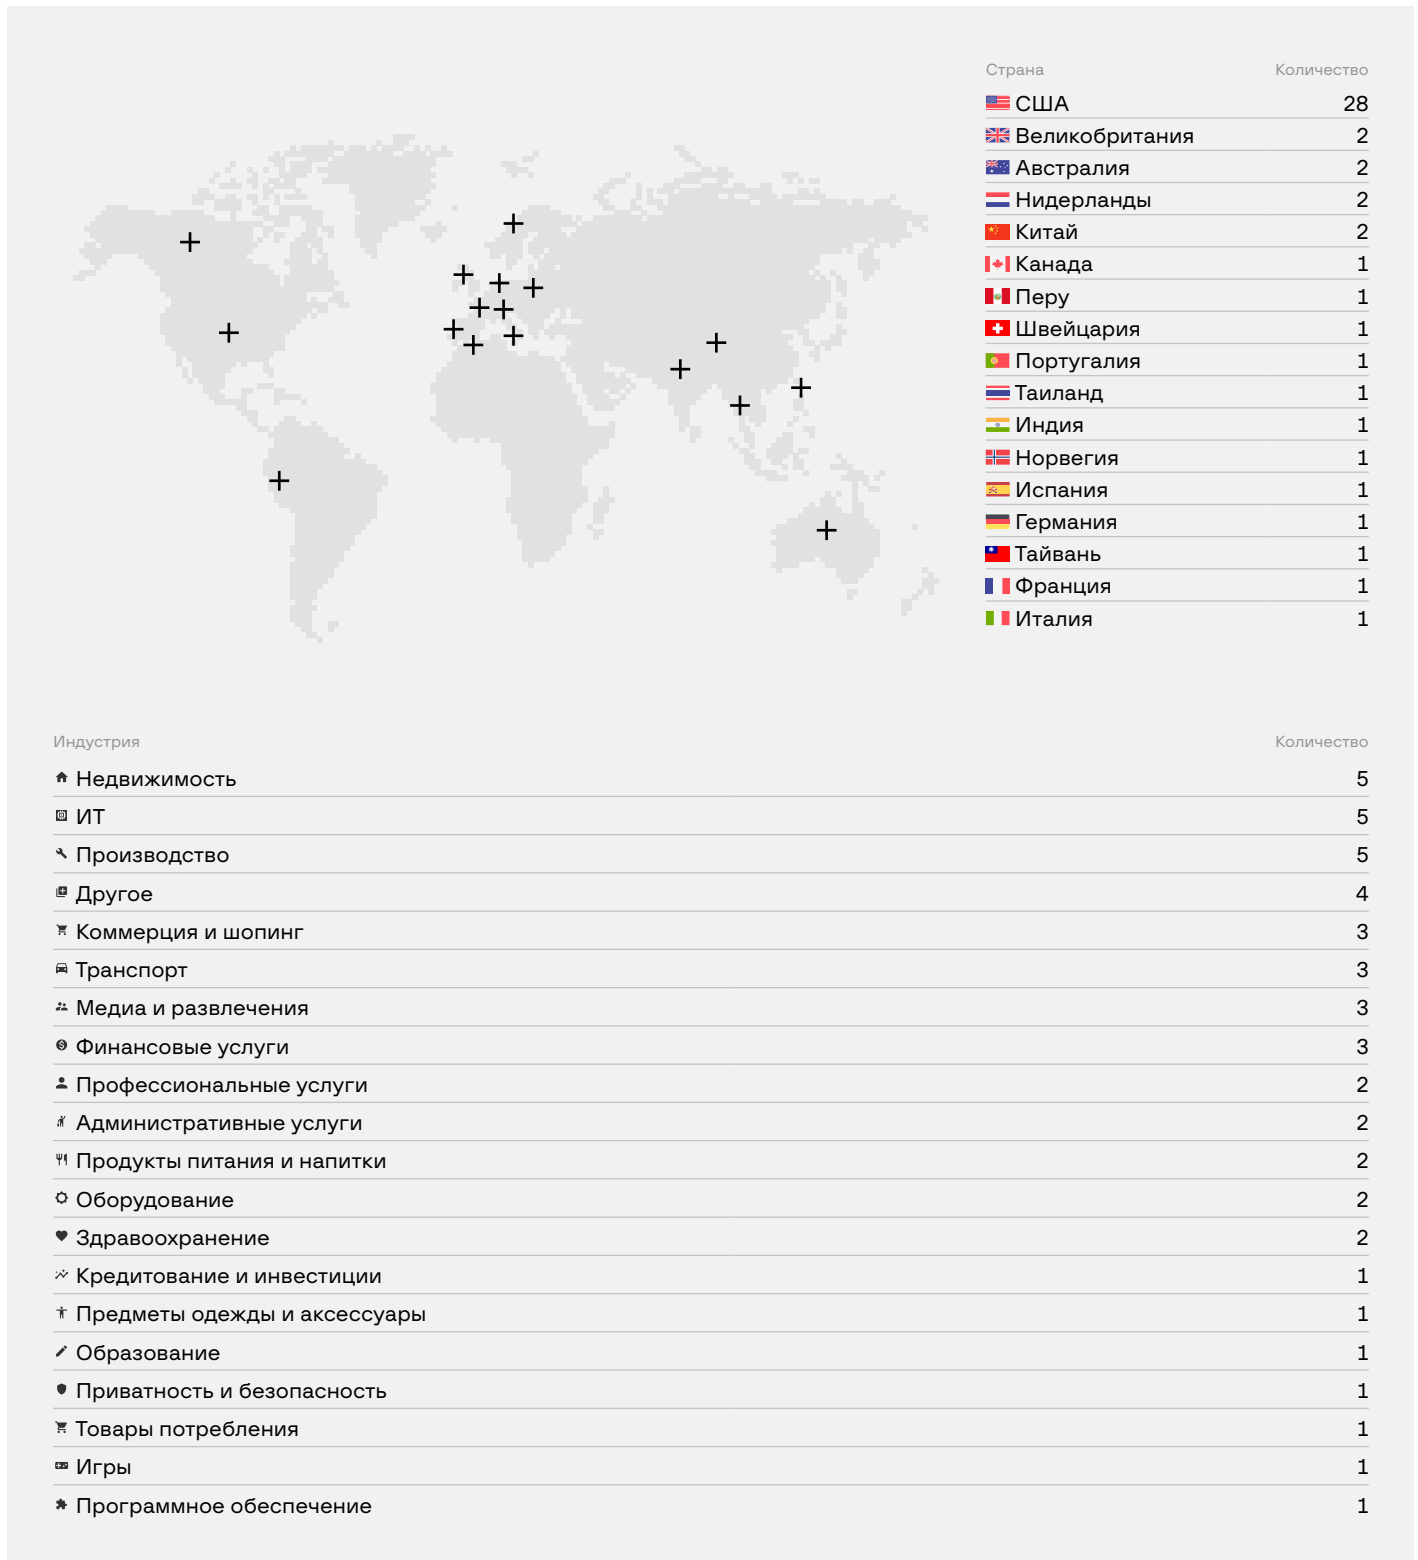 Страна Количество
США 28
Великобритания 2
Австралия 2
Нидерланды 2
Китай 2
Канада 1
Перу 1
Швейцария 1
Португалия 1
Таиланд 1
Индия 1
Норвегия 1
Испания 1
Германия 1
Тайвань 1
Франция 1
Италия 1
Индустрия Количество
Недвижимость 5
ИТ 5
Производство 5
Другое 4
Коммерция и шопинг 3
Транспорт 3
Медиа и развлечения 3
Финансовые услуги 3
Профессиональные услуги 2
Административные услуги 2
Продукты питания и напитки 2
Оборудование 2
Здравоохранение 2
Кредитование и инвестиции 1
Предметы одежды и аксессуары 1
Образование 1
Приватность и безопасность 1
Товары потребления 1
Игры 1
Программное обеспечение 1